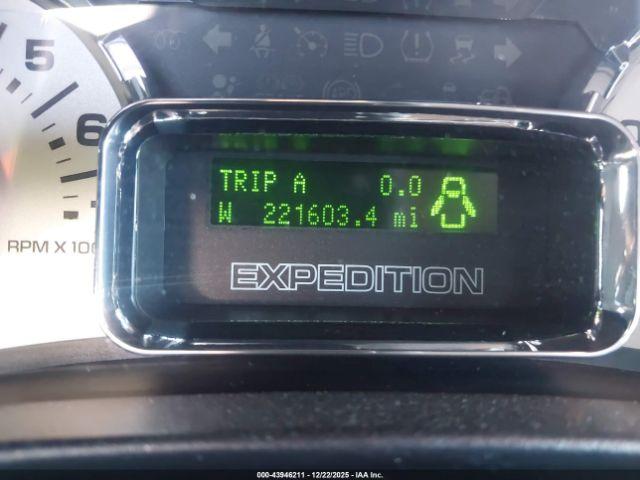 5
6
RPM X 100
TRIP A 0.0
W 221603.4 mi
EXPEDITION
000-43946211 - 12/22/2025 - IAA Inc.